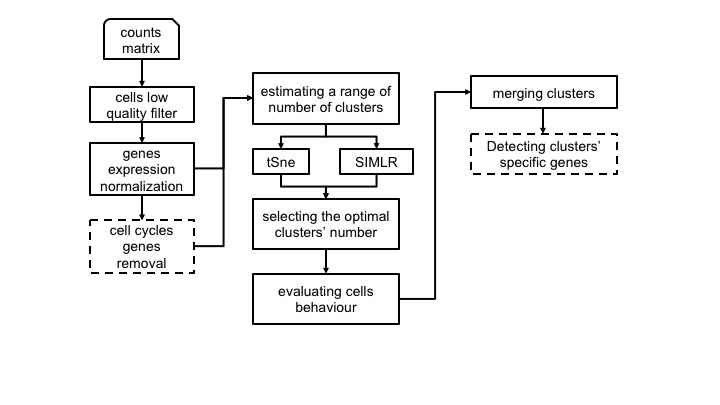 counts
matrix
cells low
quality filter
genes
expression
normalization
cell cycles
genes
removal
estimating a range of
number of clusters
tSne
SIMLR
selecting the optimal
clusters’ number
evaluating cells
behaviour
merging clusters
Detecting clusters’
specific genes